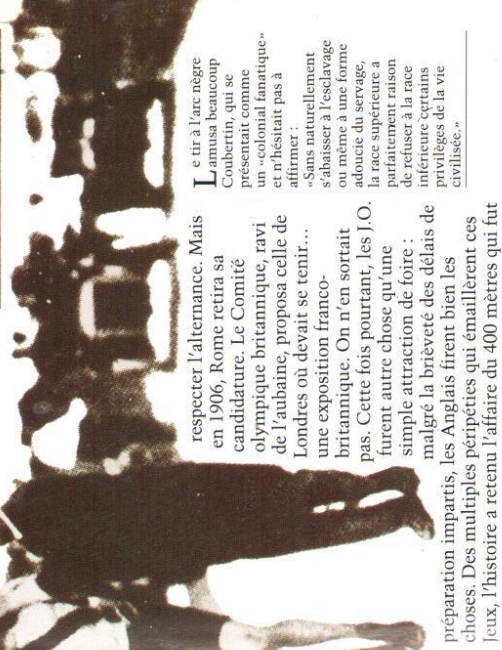 respecter l'alternance. Mais
en 1906, Rome retira sa
candidature. Le Comité
olympique britannique, ravi
de l'aubaine, proposa celle de
Londres où devait se tenir...
une exposition franco-
britannique. On n'en sortait
pas. Cette fois pourtant, les J.O.
furent autre chose qu'une
simple attraction de foire :
malgré la brièveté des délais de
préparation impartis, les Anglais firent bien les
choses. Des multiples péripéties qui émaillèrent ces
Jeux, l'histoire a retenu l'affaire du 400 mètres qui fut
Le tir à l'arc nègre
amusa beaucoup
Coubertin, qui se
présentait comme
un «colonial fanatique»
et n'hésitait pas à
affirmer :
«Sans naturellement
s'abaisser à l'esclavage
ou même à une forme
adoucie du servage,
la race supérieure a
parfaitement raison
de refuser à la race
inférieure certains
privilèges de la vie
civilisée.»